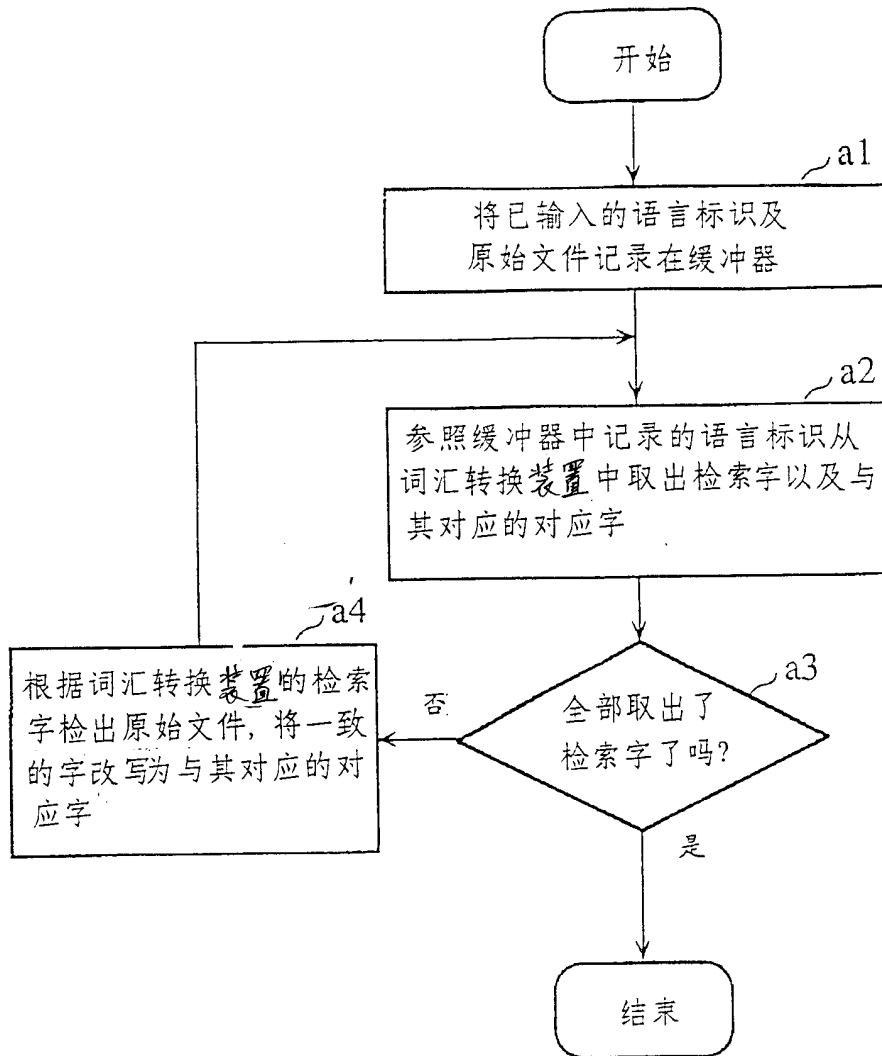 开始
a1
将已输入的语言标识及
原始文件记录在缓冲器
a2
参照缓冲器中记录的语言标识从
词汇转换装置中取出检索字以及与
其对应的对应字
a3
全部取出了
检索字了吗?
否
a4
根据词汇转换装置的检索
字检出原始文件, 将一致
的字改写为与其对应的对
应字
是
结束